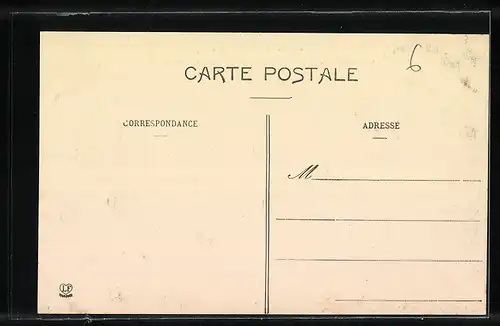 6
CARTE POSTALE
CORRESPONDANCE
ADRESSE
M